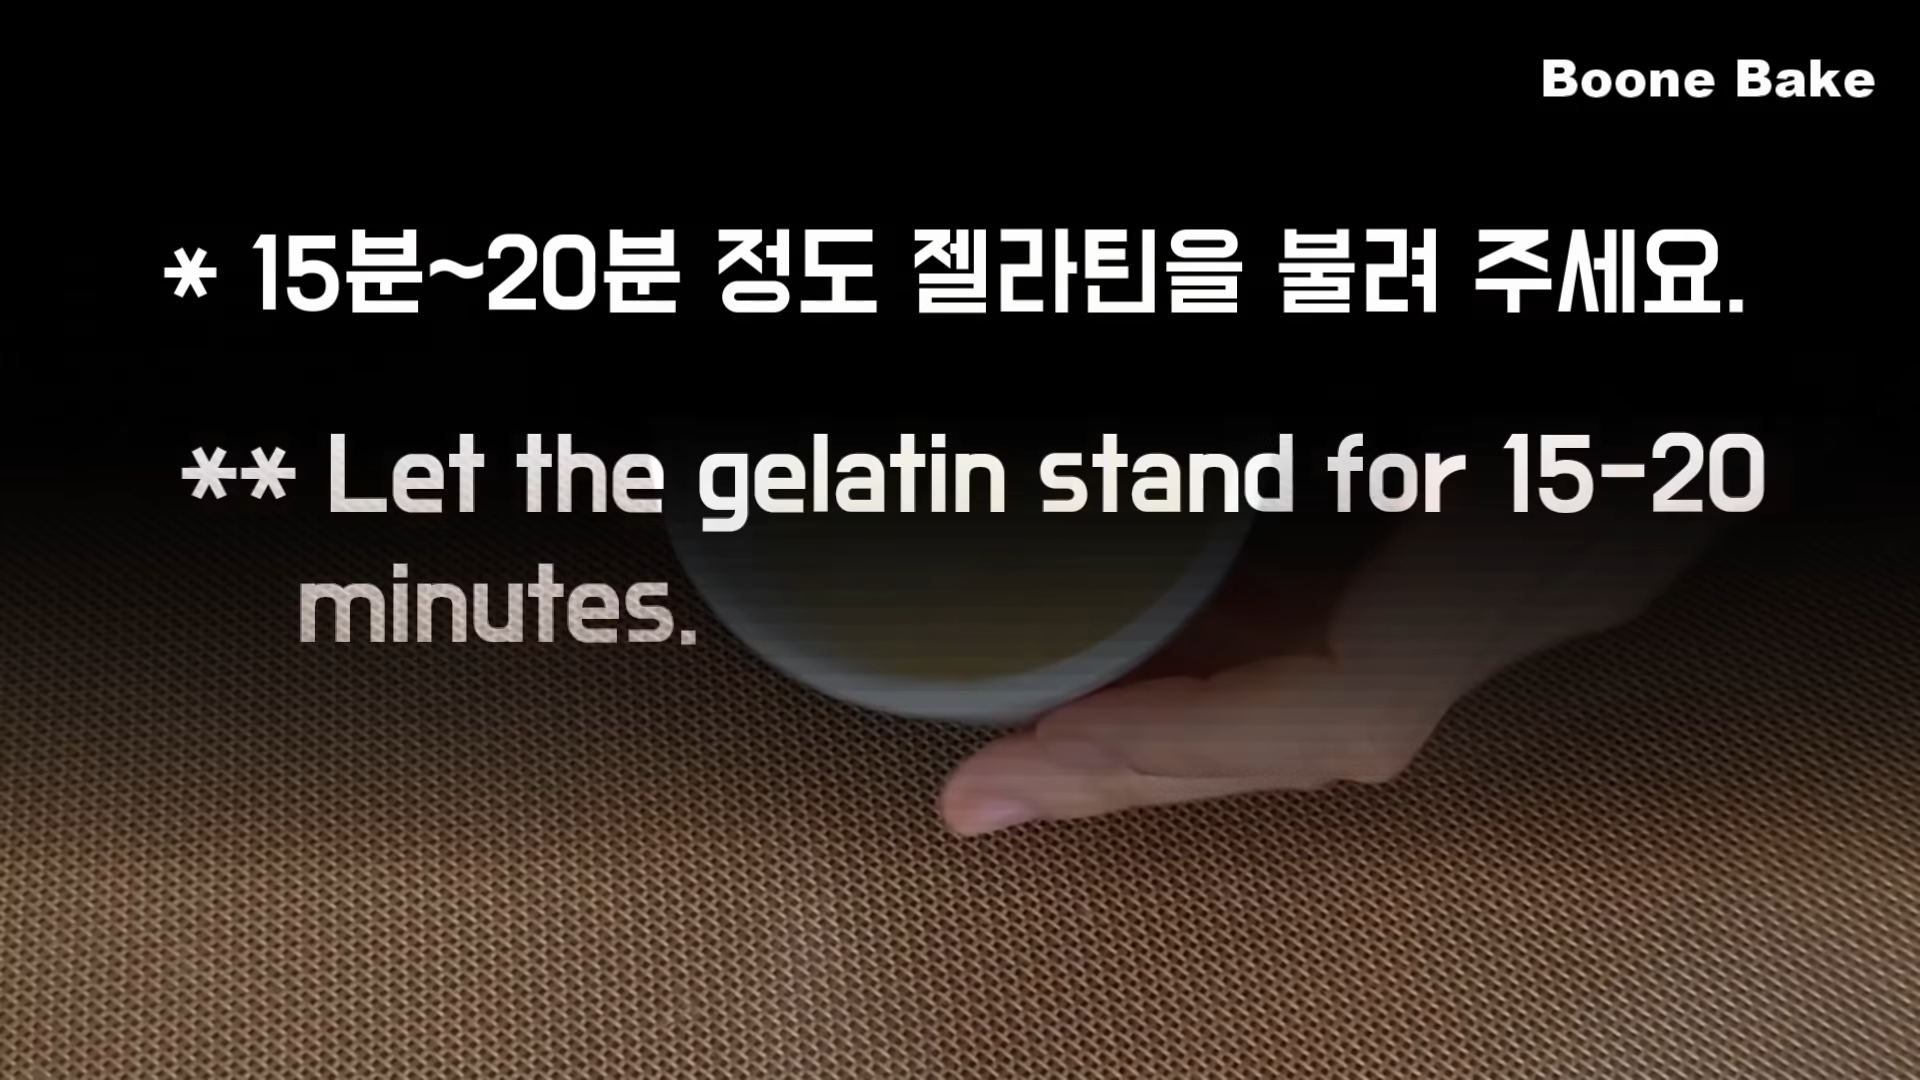 Boone Bake
* 15분~20분 정도 젤라틴을 불려 주세요.
** Let the gelatin stand for 15-20
minutes.